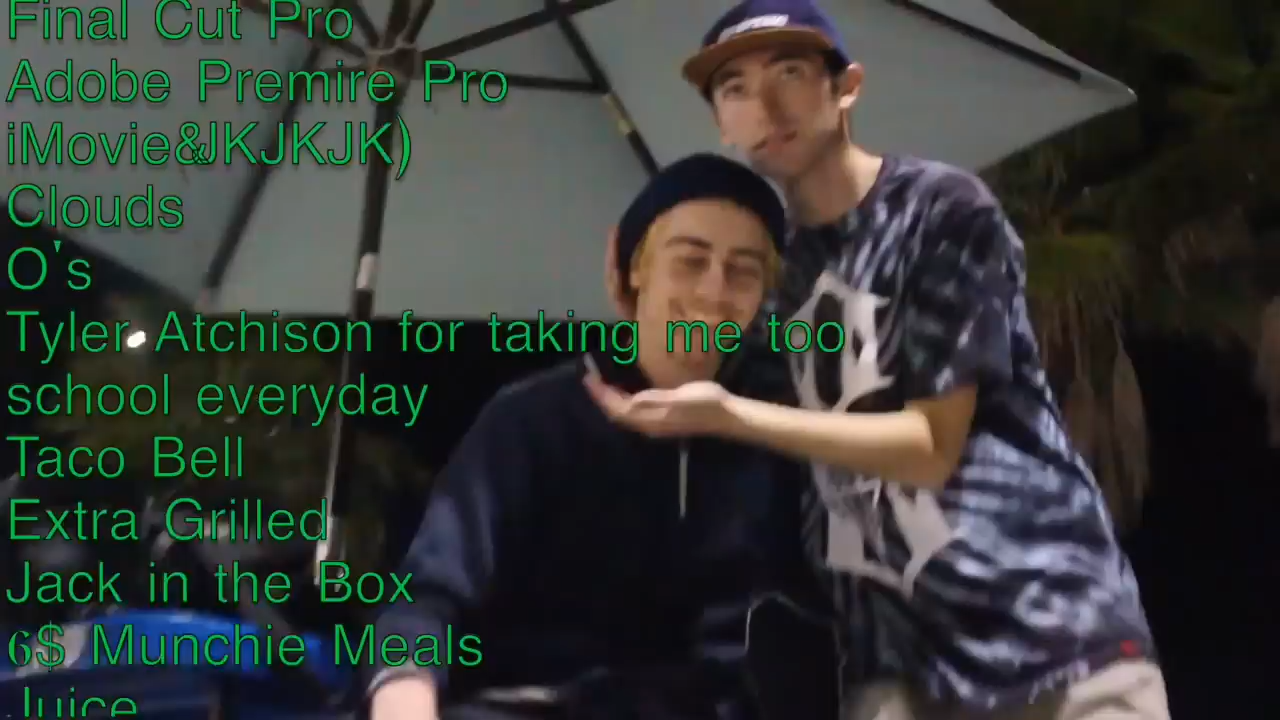 Final Cut Pro
Adobe Premire Pro
iMovie&JKJKJK)
Clouds
O's
Tyler Atchison for taking me too
school everyday
Taco Bell
Extra Grilled
Jack in the Box
6$ Munchie Meals
Juice